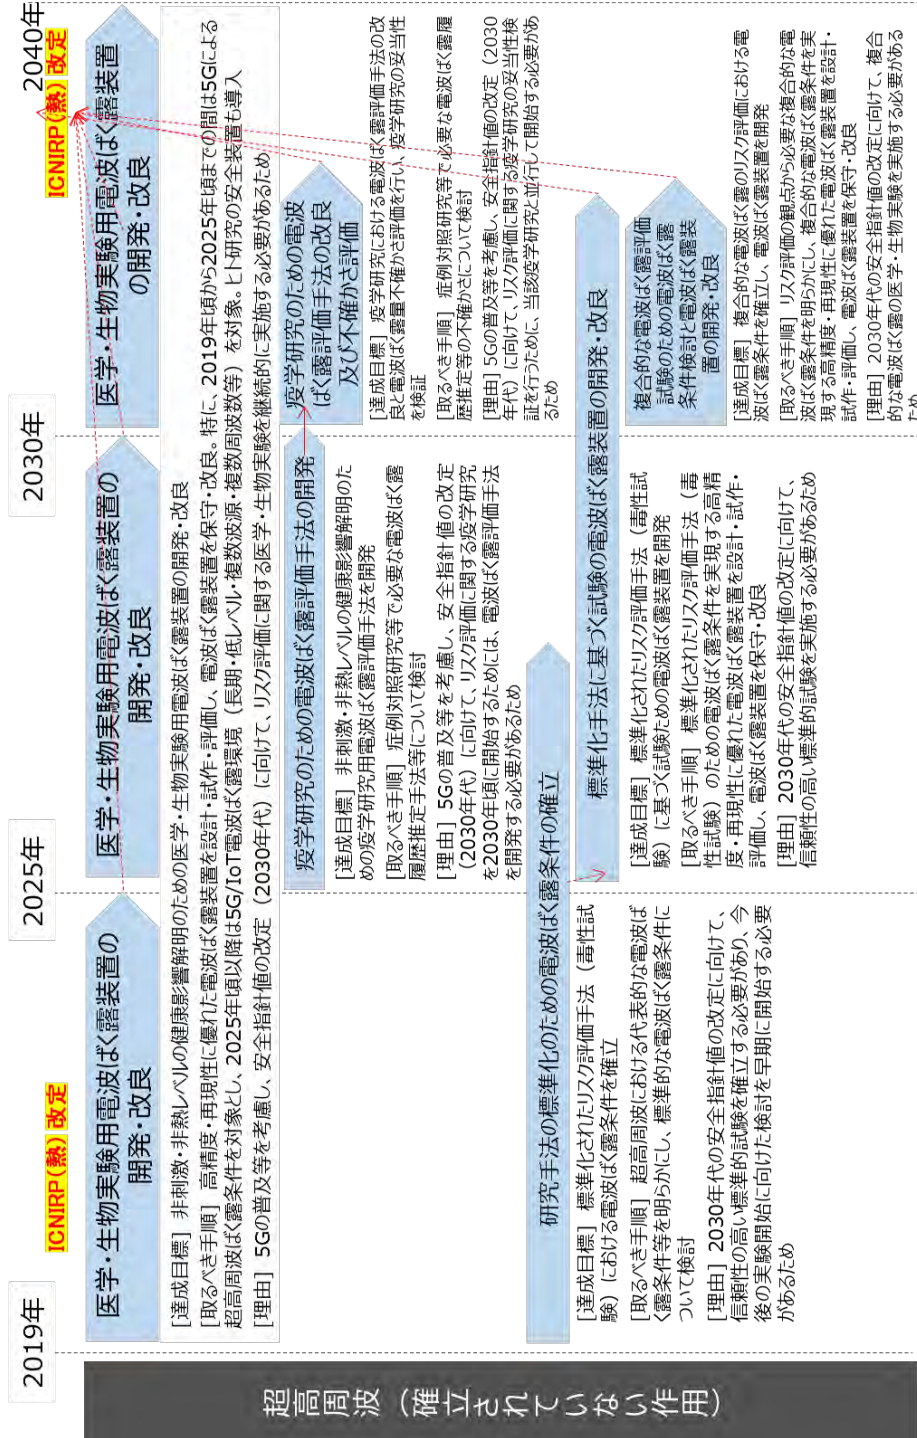 2019年
2025年
2030年
2040年
ICNIRP(熱) 改定
ICNIRP(熱) 改定
超高周波（確立されていない作用）
医学・生物実験用電波ばく露装置の
開発・改良
医学・生物実験用電波ばく露装置の
開発・改良
医学・生物実験用電波ばく露装置
の開発・改良
[達成目標] 非刺激・非熱レベルの健康影響解明のための医学・生物実験用電波ばく露装置の開発・改良
[取るべき手順] 高精度・再現性に優れた電波ばく露装置を設計・試作・評価し、電波ばく露装置を保守・改良。特に、2019年頃から2025年頃までの間は5Gによる
超高周波ばく露条件を対象とし、2025年頃以降は5G/IoT電波ばく露環境（長期・低レベル・複数波源・複数周波数等）を対象。ヒト研究の安全装置も導入
[理由] 5Gの普及等を考慮し、安全指針値の改定（2030年代）に向けて、リスク評価に関する医学・生物実験を継続的に実施する必要があるため
疫学研究のための電波ばく露評価手法の開発
[達成目標] 非刺激・非熱レベルの健康影響解明のた
めの疫学研究用電波ばく露評価手法を開発
[取るべき手順] 症例対照研究等で必要な電波ばく露
履歴推定手法等について検討
[理由] 5Gの普及等を考慮し、安全指針値の改定
（2030年代）に向けて、リスク評価に関する疫学研究
を2030年頃に開始するためには、電波ばく露評価手法
を開発する必要があるため
疫学研究のための電波
ばく露評価手法の改良
及び不確かさ評価
[達成目標] 疫学研究における電波ばく露評価手法の改
良と電波ばく露量不確かさ評価を行い、疫学研究の妥当性
を検証
[取るべき手順] 症例対照研究等で必要な電波ばく露履
歴推定等の不確かさについて検討
[理由] 5Gの普及等を考慮し、安全指針値の改定（2030
年代）に向けて、リスク評価に関する疫学研究の妥当性検
証を行うために、当該疫学研究と並行して開始する必要があ
るため
研究手法の標準化のための電波ばく露条件の確立
[達成目標] 標準化されたリスク評価手法（毒性試
験）における電波ばく露条件を確立
[取るべき手順] 超高周波における代表的な電波ば
く露条件等を明らかにし、標準的な電波ばく露条件に
ついて検討
[理由] 2030年代の安全指針値の改定に向けて、
信頼性の高い標準的試験を確立する必要があり、今
後の実験開始に向けた検討を早期に開始する必要
があるため
標準化手法に基づく試験の電波ばく露装置の開発・改良
[達成目標] 標準化されたリスク評価手法（毒性試
験）に基づく試験ための電波ばく露装置を開発
[取るべき手順] 標準化されたリスク評価手法（毒
性試験）のための電波ばく露条件を実現する高精
度・再現性に優れた電波ばく露装置を設計・試作・
評価し、電波ばく露装置を保守・改良
[理由] 2030年代の安全指針値の改定に向けて、
信頼性の高い標準的試験を実施する必要があるため
複合的な電波ばく露評価
試験のための電波ばく露
条件検討と電波ばく露装
置の開発・改良
[達成目標] 複合的な電波ばく露のリスク評価における電
波ばく露条件を確立し、電波ばく露装置を開発
[取るべき手順] リスク評価の観点から必要な複合的な電
波ばく露条件を明らかにし、複合的な電波ばく露条件を実
現する高精度・再現性に優れた電波ばく露装置を設計・
試作・評価し、電波ばく露装置を保守・改良
[理由] 2030年代の安全指針値の改定に向けて、複合
的な電波ばく露の医学・生物実験を実施する必要がある
ため